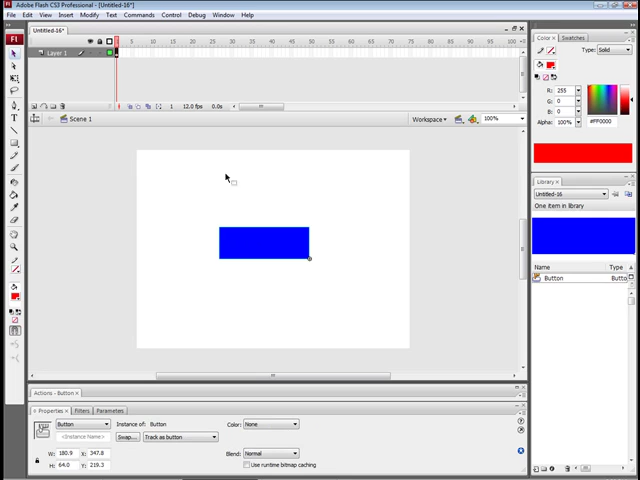 Adobe Flash CS3 Professional - [Untitled-16*]
File Edit View Insert Modify Text Commands Control Debug Window Help
Fl
Untitled-16*
5 10 15 20 25 30 35 40 45 50 55 60 65 70 75 80 85 90 95 100
Layer 1
1 12.0 fps 0.0s
Scene 1
Workspace 100%
Color Swatches
Type: Solid
R: 255
G: 0
B: 0
Alpha: 100% #FF0000
Library
Untitled-16
One item in library
Name Type
Button Butto
Actions - Button
Properties Filters Parameters
Button Instance of: Button Color: None
<Instance Name> Swap... Track as button
W: 180.9 X: 347.8 Blend: Normal
H: 64.0 Y: 219.3 Use runtime bitmap caching